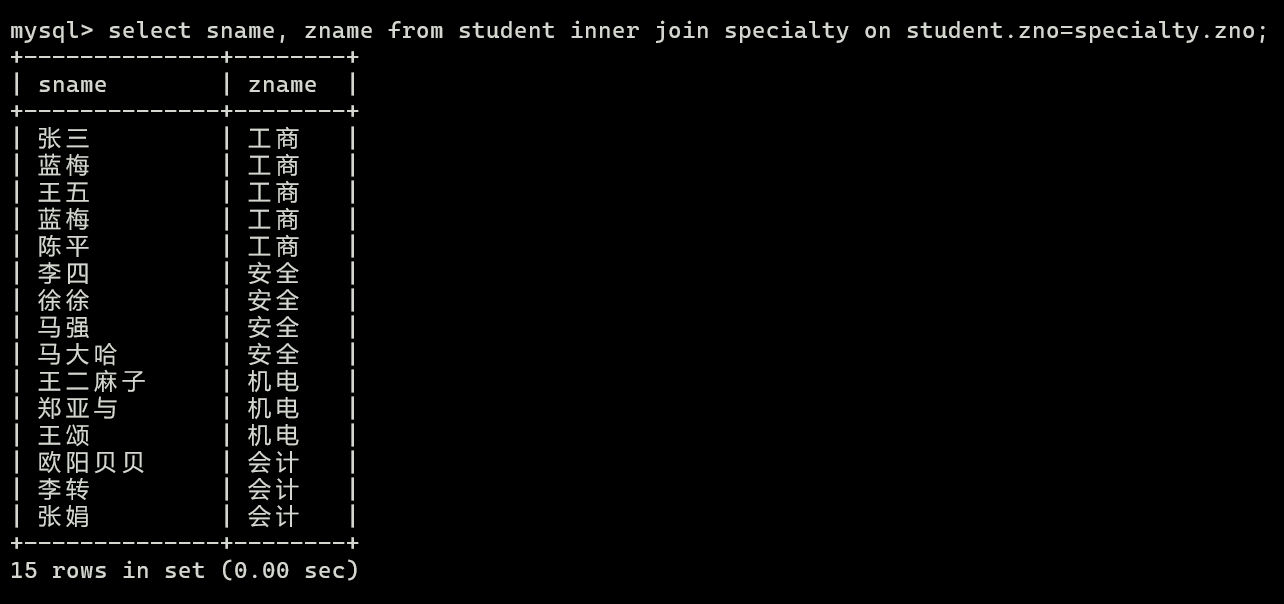 mysql> select sname, zname from student inner join specialty on student.zno=specialty.zno;
+--------------+--------+
| sname        | zname  |
+--------------+--------+
| 张三         | 工商   |
| 蓝梅         | 工商   |
| 王五         | 工商   |
| 蓝梅         | 工商   |
| 陈平         | 工商   |
| 李四         | 安全   |
| 徐徐         | 安全   |
| 马强         | 安全   |
| 马大哈       | 安全   |
| 王二麻子     | 机电   |
| 郑亚与       | 机电   |
| 王颂         | 机电   |
| 欧阳贝贝     | 会计   |
| 李转         | 会计   |
| 张娟         | 会计   |
+--------------+--------+
15 rows in set (0.00 sec)